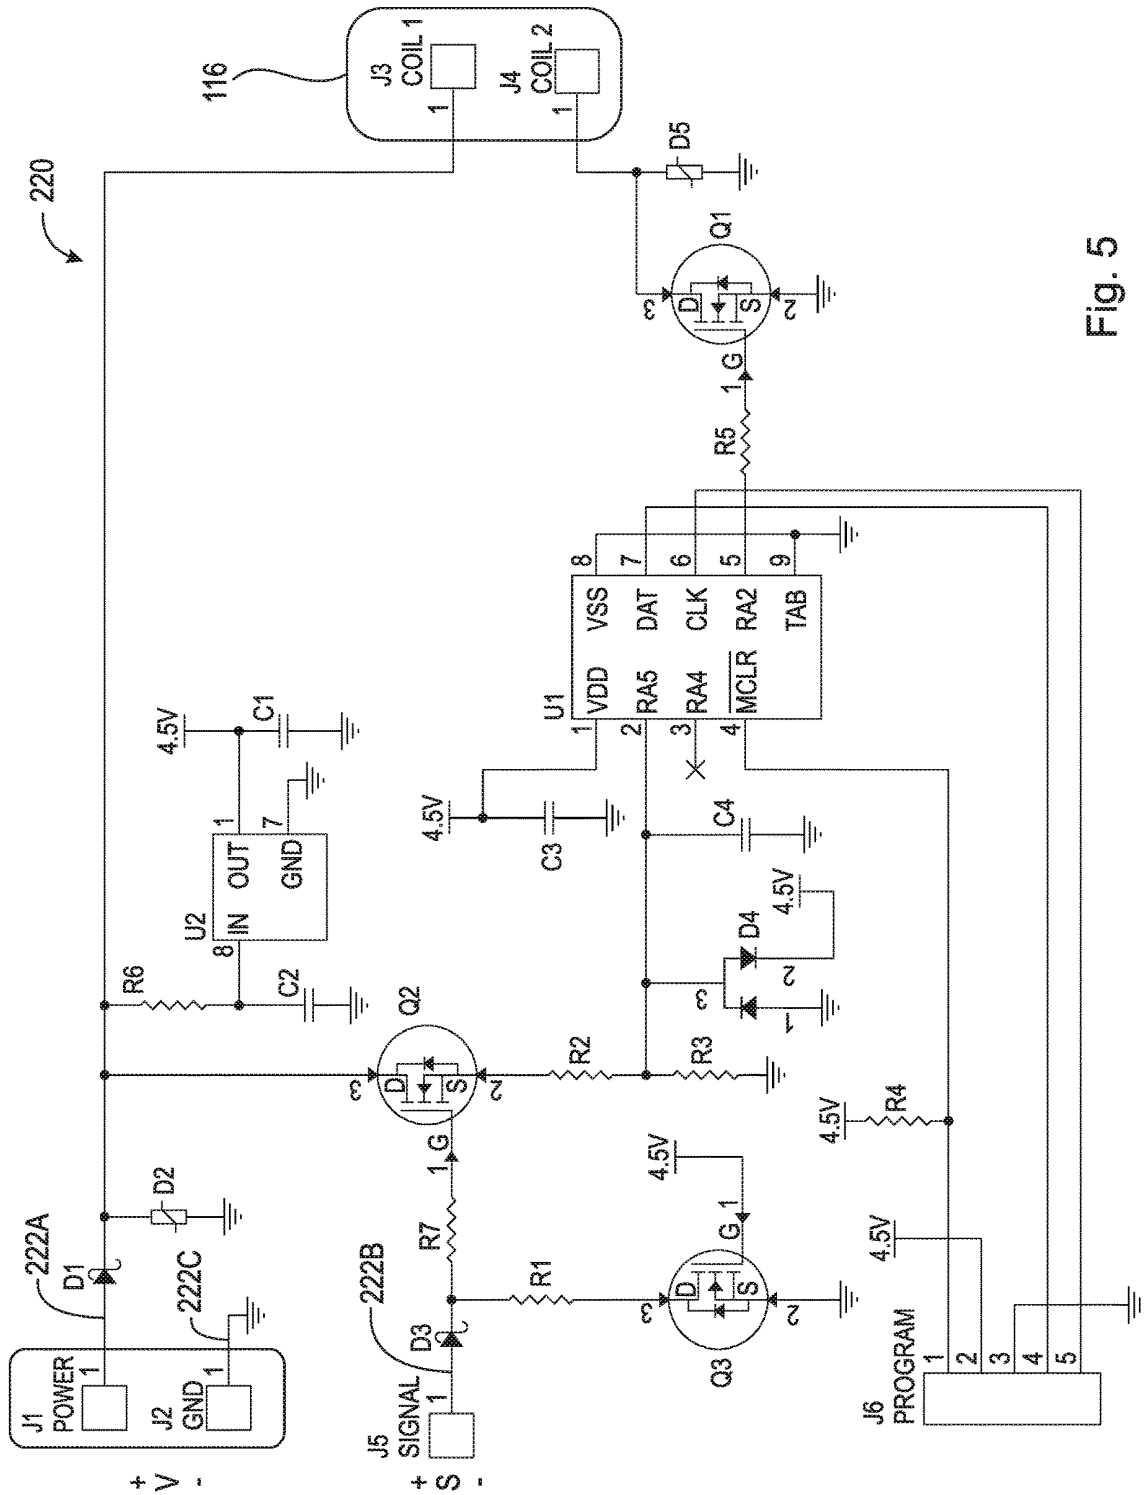 220
116
J3
COIL 1
1
J4
COIL 2
1
D5
Q1
3
D
S
2
G
1
R5
222A
222C
222B
J1
POWER
1
J2
GND
1
+
V
-
D1
D2
R6
U2
8
IN
OUT
1
GND
7
4.5V
C1
C2
Q2
3
D
S
2
G
1
R7
J5
SIGNAL
1
+
S
-
D3
R1
Q3
3
D
S
2
G
1
4.5V
R2
R3
4.5V
C3
C4
D4
3
2
1
4.5V
U1
1
VDD
2
RA5
3
RA4
4
MCLR
VSS
8
DAT
7
CLK
6
RA2
5
TAB
9
4.5V
R4
4.5V
J6
PROGRAM
1
2
3
4
5
Fig. 5